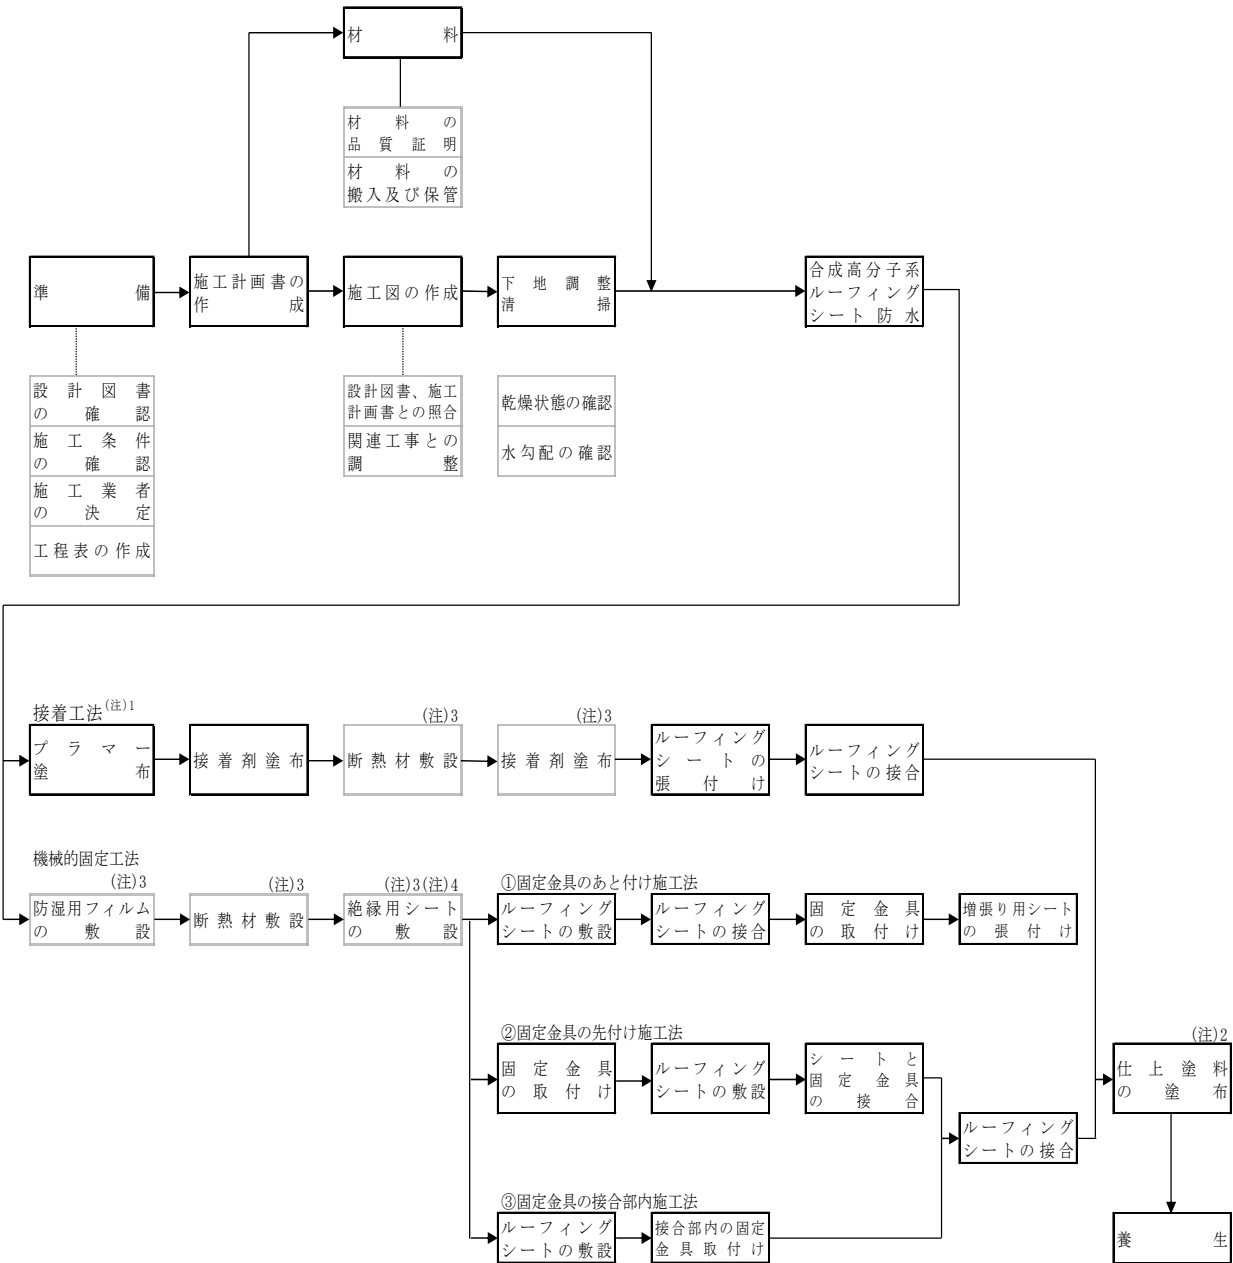 材料
材料の
品質証明
材料の
搬入及び保管
準備
施工計画書の
作成
施工図の作成
下地調整
清掃
合成高分子系
ルーフィング
シート防水
設計図書
の確認
施工条件
の確認
施工業者
の決定
工程表の作成
設計図書、施工
計画書との照合
関連工事との
調整
乾燥状態の確認
水勾配の確認
接着工法(注)1
プラマー
塗布
接着剤塗布
(注)3
断熱材敷設
(注)3
接着剤塗布
ルーフィング
シートの
張付け
ルーフィング
シートの接合
機械的固定工法
(注)3
防湿用フィルム
の敷設
(注)3
断熱材敷設
(注)3(注)4
絶縁用シート
の敷設
①固定金具のあと付け施工法
ルーフィング
シートの敷設
ルーフィング
シートの接合
固定金具
の取付け
増張り用シート
の張付け
②固定金具の先付け施工法
固定金具
の取付け
ルーフィング
シートの敷設
シートと
固定金具
の接合
ルーフィング
シートの接合
(注)2
仕上塗料
の塗布
③固定金具の接合部内施工法
ルーフィング
シートの敷設
接合部内の固定
金具取付け
養生